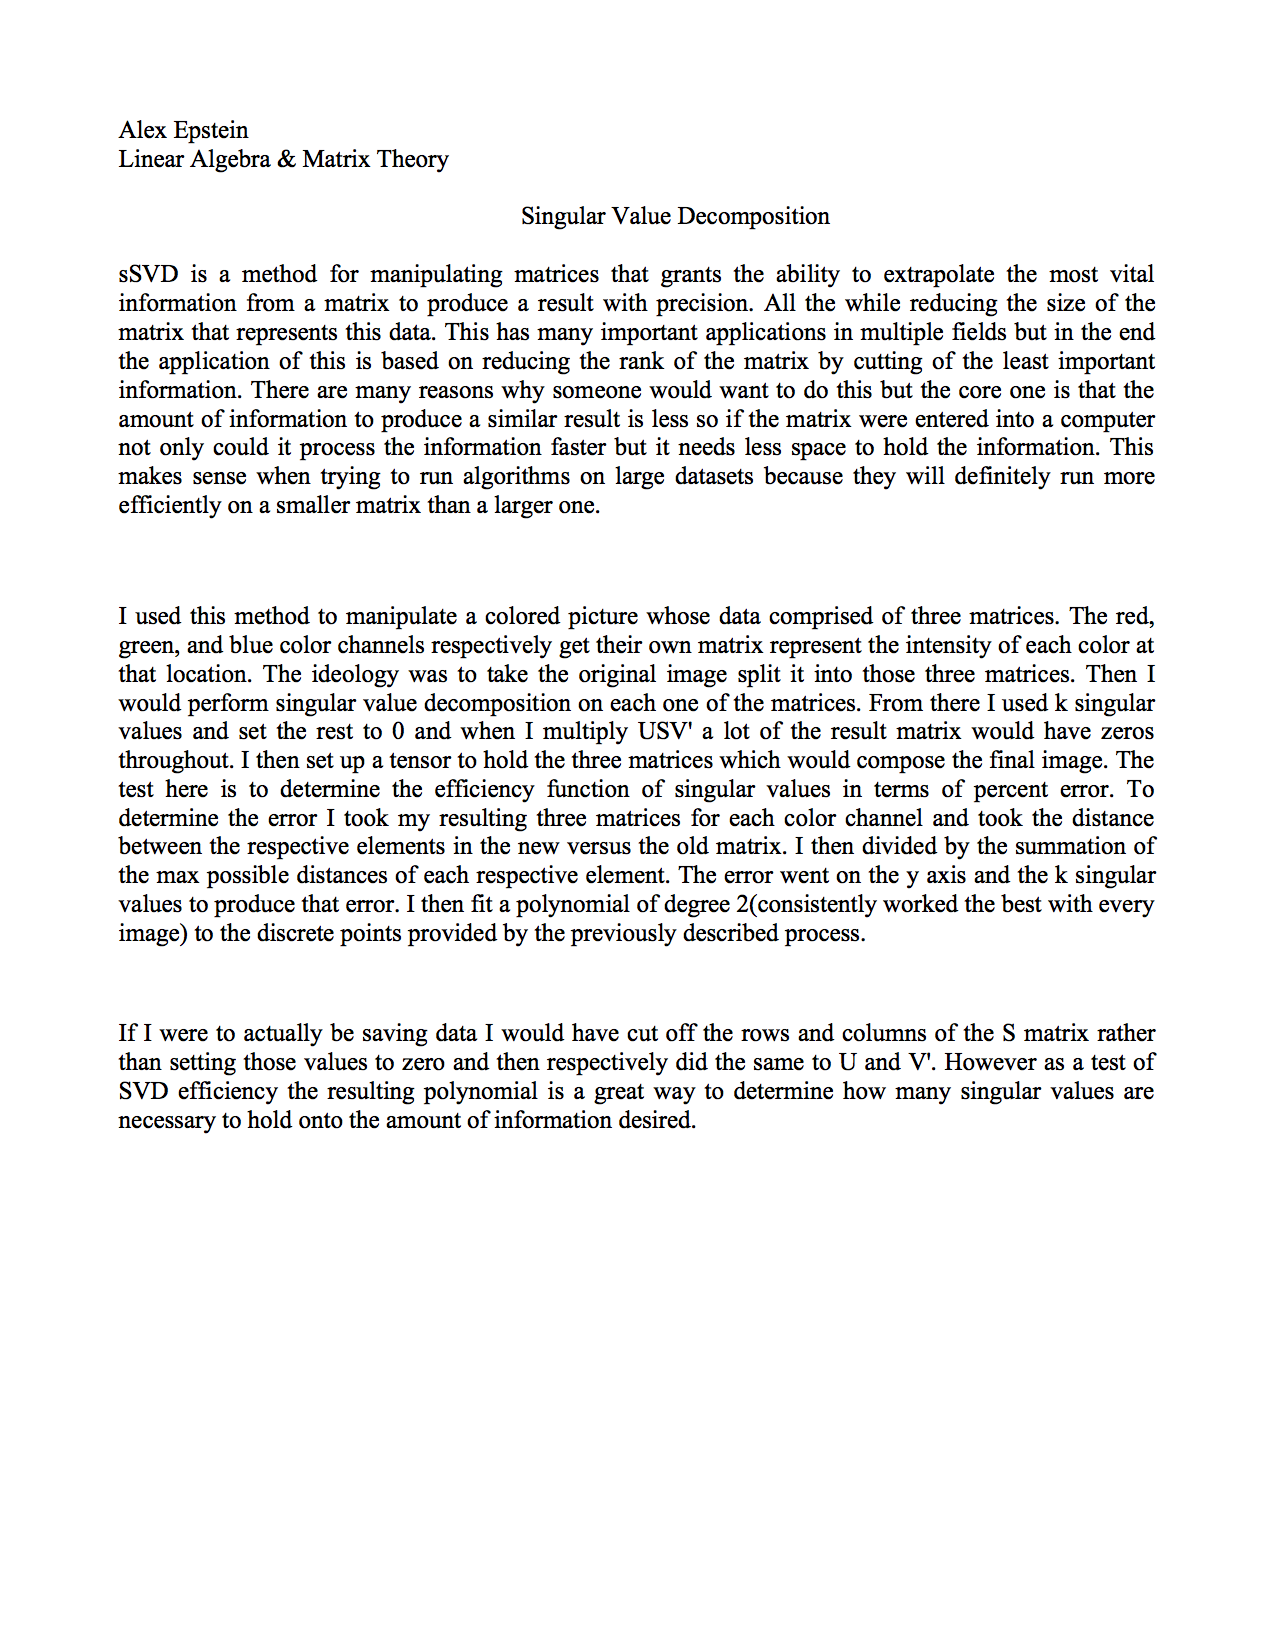 Alex Epstein
Linear Algebra & Matrix Theory
Singular Value Decomposition
sSVD is a method for manipulating matrices that grants the ability to extrapolate the most vital
information from a matrix to produce a result with precision. All the while reducing the size of the
matrix that represents this data. This has many important applications in multiple fields but in the end
the application of this is based on reducing the rank of the matrix by cutting of the least important
information. There are many reasons why someone would want to do this but the core one is that the
amount of information to produce a similar result is less so if the matrix were entered into a computer
not only could it process the information faster but it needs less space to hold the information. This
makes sense when trying to run algorithms on large datasets because they will definitely run more
efficiently on a smaller matrix than a larger one.
I used this method to manipulate a colored picture whose data comprised of three matrices. The red,
green, and blue color channels respectively get their own matrix represent the intensity of each color at
that location. The ideology was to take the original image split it into those three matrices. Then I
would perform singular value decomposition on each one of the matrices. From there I used k singular
values and set the rest to 0 and when I multiply USV' a lot of the result matrix would have zeros
throughout. I then set up a tensor to hold the three matrices which would compose the final image. The
test here is to determine the efficiency function of singular values in terms of percent error. To
determine the error I took my resulting three matrices for each color channel and took the distance
between the respective elements in the new versus the old matrix. I then divided by the summation of
the max possible distances of each respective element. The error went on the y axis and the k singular
values to produce that error. I then fit a polynomial of degree 2(consistently worked the best with every
image) to the discrete points provided by the previously described process.
If I were to actually be saving data I would have cut off the rows and columns of the S matrix rather
than setting those values to zero and then respectively did the same to U and V'. However as a test of
SVD efficiency the resulting polynomial is a great way to determine how many singular values are
necessary to hold onto the amount of information desired.